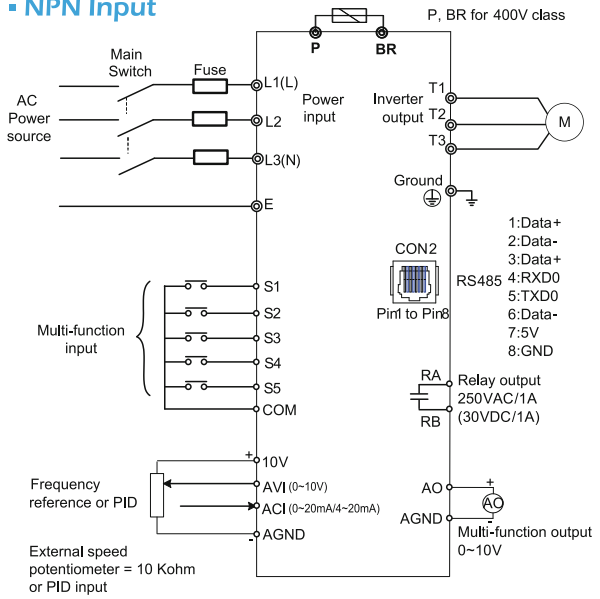 ▪ NPN Input
P, BR for 400V class
P
BR
Main
Switch
Fuse
AC
Power
source
L1(L)
L2
L3(N)
E
Power
input
Inverter
output
T1
T2
T3
M
Ground
CON2
Pin1 to Pin8
RS485
1:Data+
2:Data-
3:Data+
4:RXD0
5:TXD0
6:Data-
7:5V
8:GND
Multi-function
input
S1
S2
S3
S4
S5
COM
RA
RB
Relay output
250VAC/1A
(30VDC/1A)
Frequency
reference or PID
+
10V
AVI (0~10V)
ACI (0~20mA/4~20mA)
-
AGND
External speed
potentiometer = 10 Kohm
or PID input
AO
AGND
+
AO
-
Multi-function output
0~10V